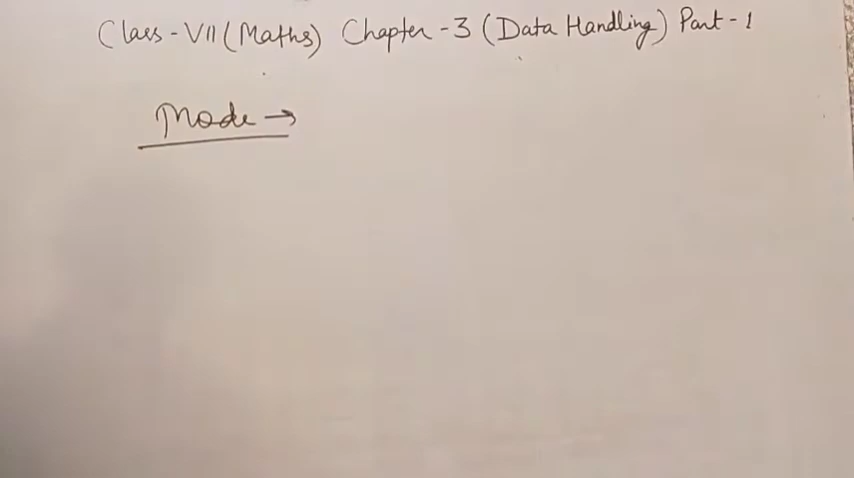 Class - VII (Maths) Chapter - 3 (Data Handling) Part - 1
Mode →